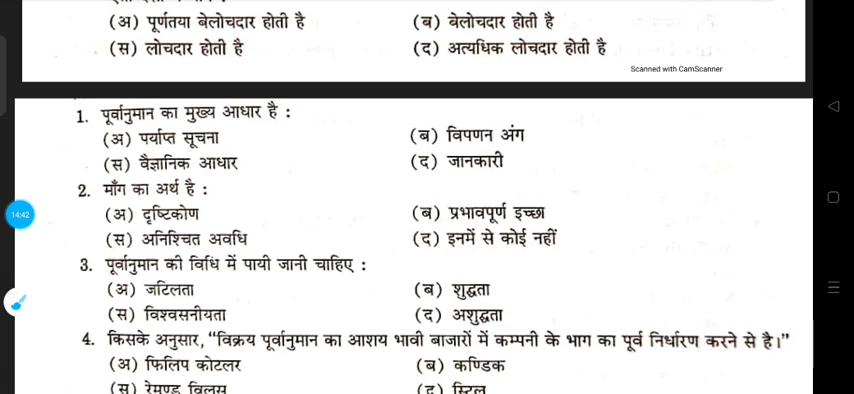 (अ) पूर्णतया बेलोचदार होती है (ब) बेलोचदार होती है
(स) लोचदार होती है (द) अत्यधिक लोचदार होती है
Scanned with CamScanner
1. पूर्वानुमान का मुख्य आधार है :
(अ) पर्याप्त सूचना (ब) विपणन अंग
(स) वैज्ञानिक आधार (द) जानकारी
2. माँग का अर्थ है :
14:42
(अ) दृष्टिकोण (ब) प्रभावपूर्ण इच्छा
(स) अनिश्चित अवधि (द) इनमें से कोई नहीं
3. पूर्वानुमान की विधि में पायी जानी चाहिए :
(अ) जटिलता (ब) शुद्धता
(स) विश्वसनीयता (द) अशुद्धता
4. किसके अनुसार, “विक्रय पूर्वानुमान का आशय भावी बाजारों में कम्पनी के भाग का पूर्व निर्धारण करने से है।”
(अ) फिलिप कोटलर (ब) कण्डिक
(स) रेमण्ड विलस (द) स्टिल